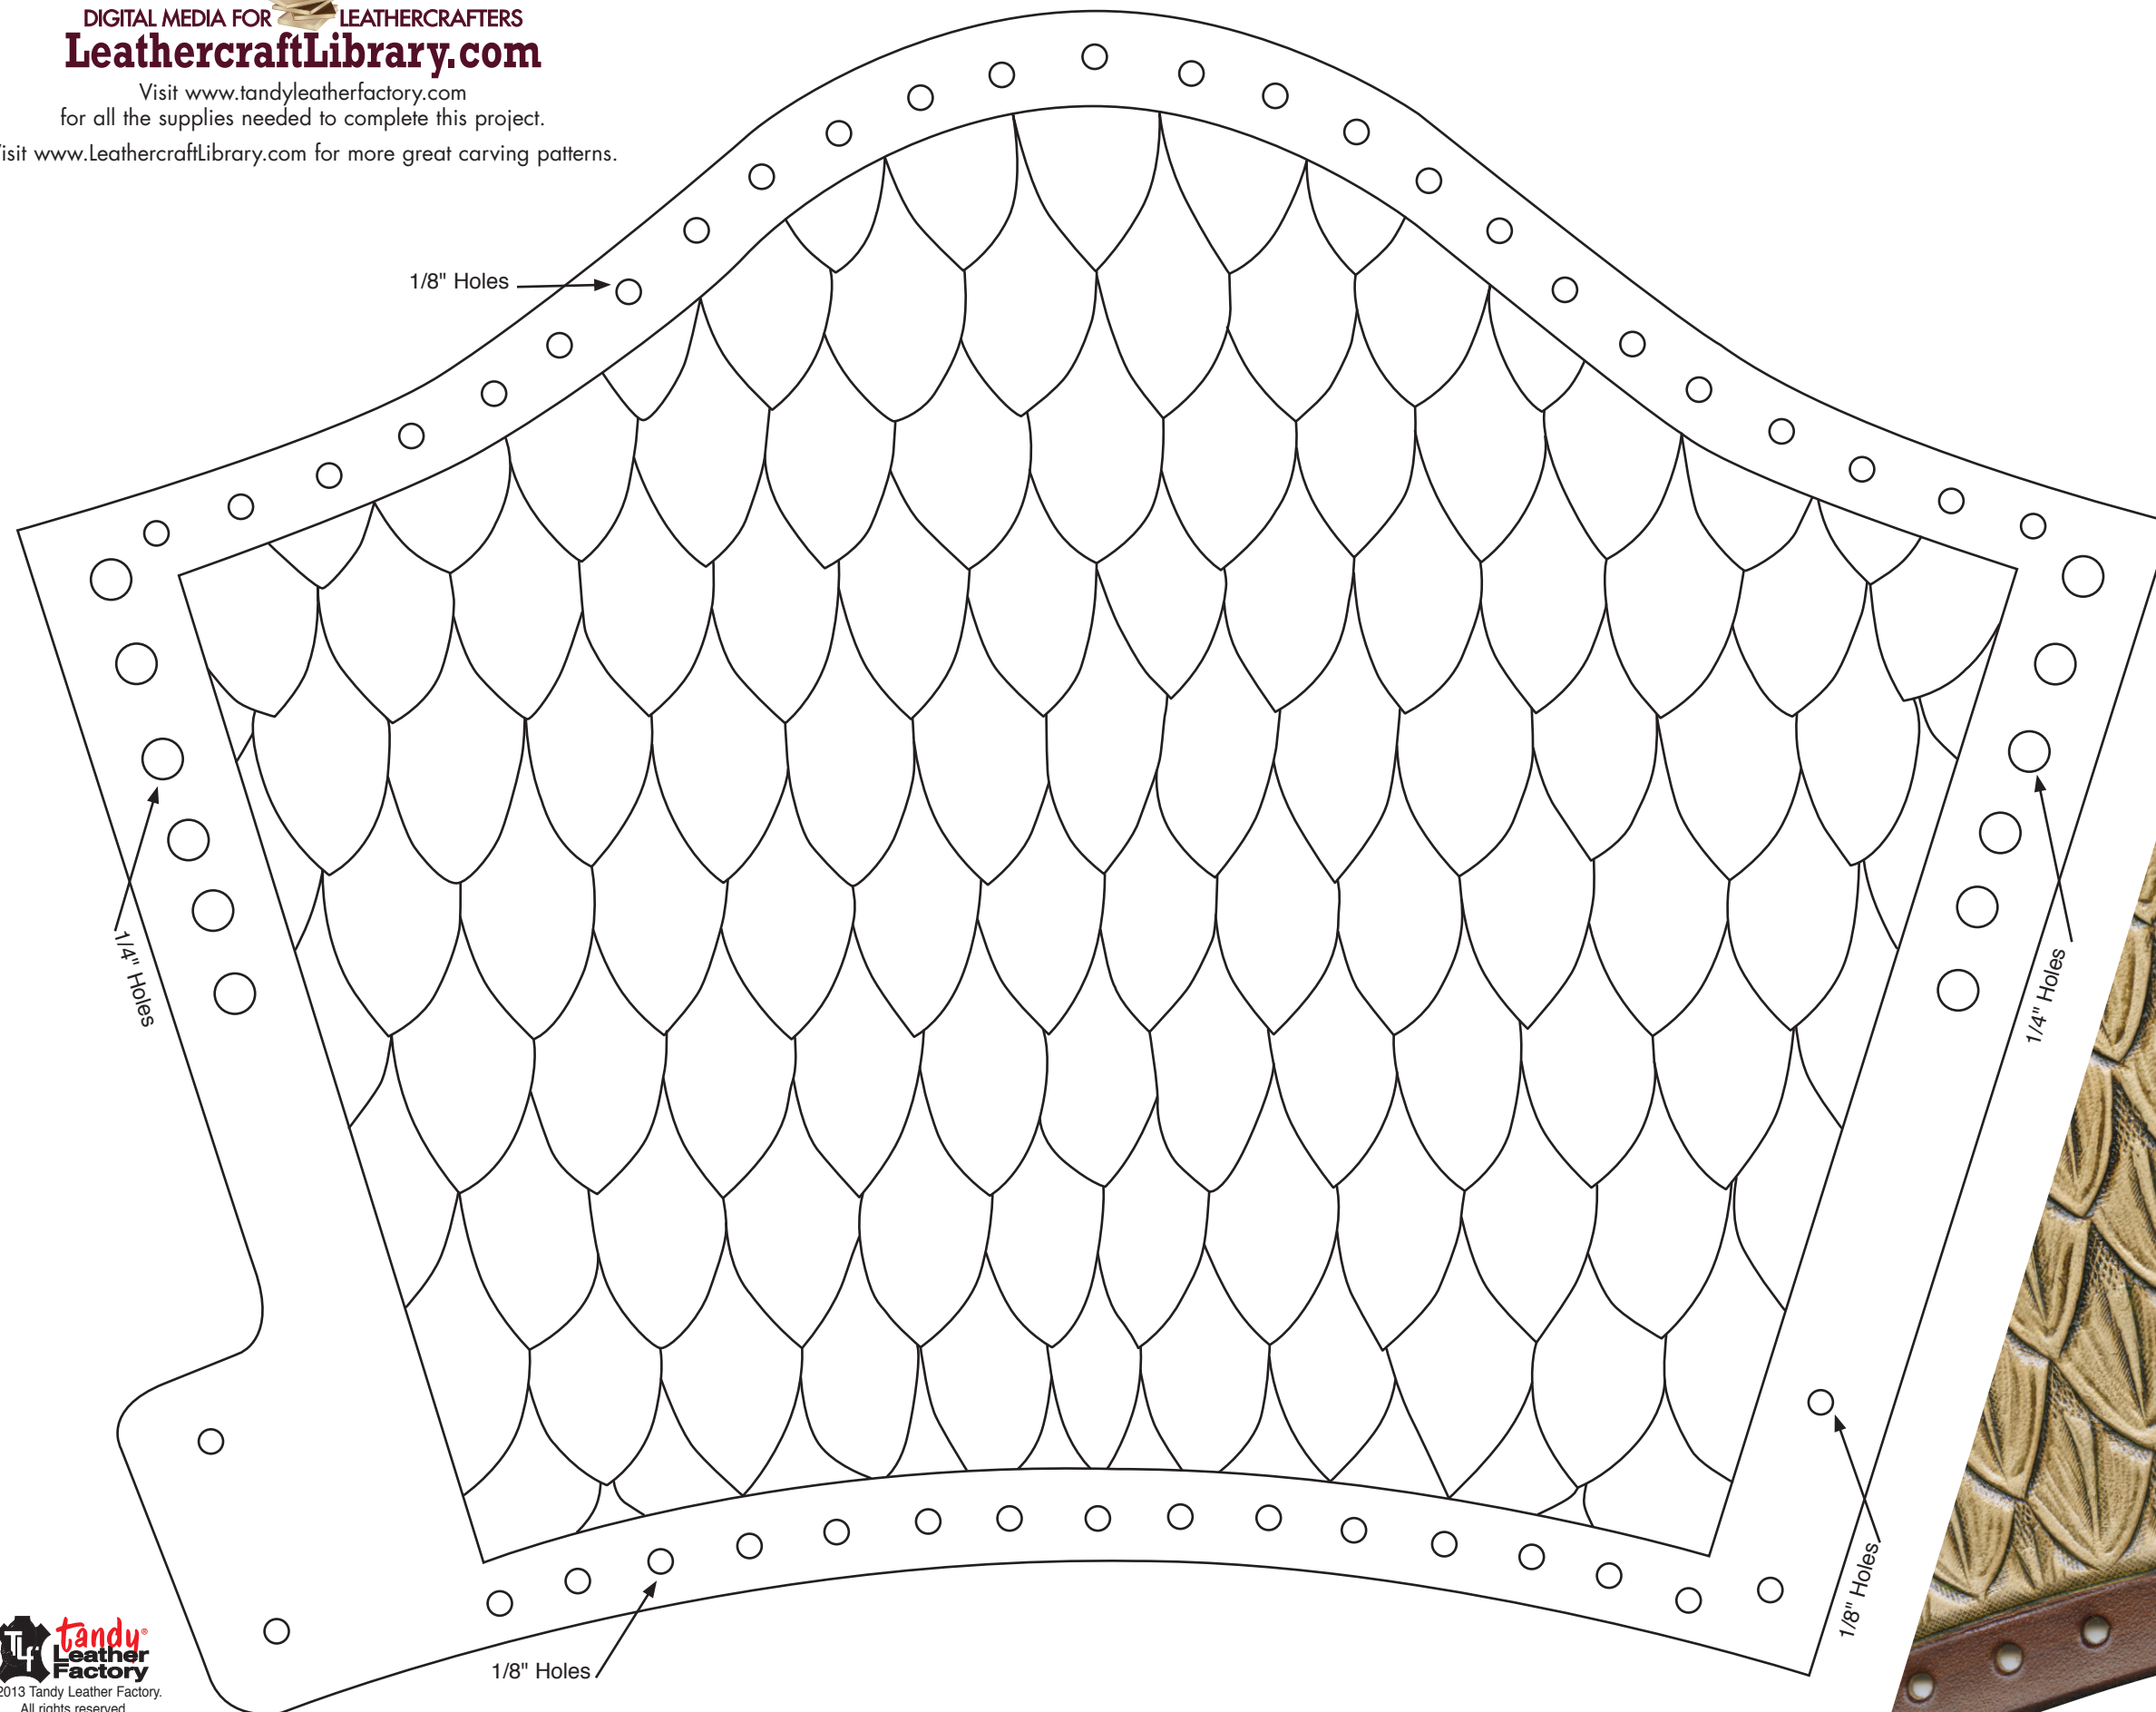 DIGITAL MEDIA FOR LEATHERCRAFTERS
LeathercraftLibrary.com
Visit www.tandyleatherfactory.com
for all the supplies needed to complete this project.
isit www.LeathercraftLibrary.com for more great carving patterns.
1/8" Holes
1/4" Holes
1/4" Holes
1/8" Holes
1/8" Holes
TLF
tandy®
Leather
Factory
2013 Tandy Leather Factory.
All rights reserved